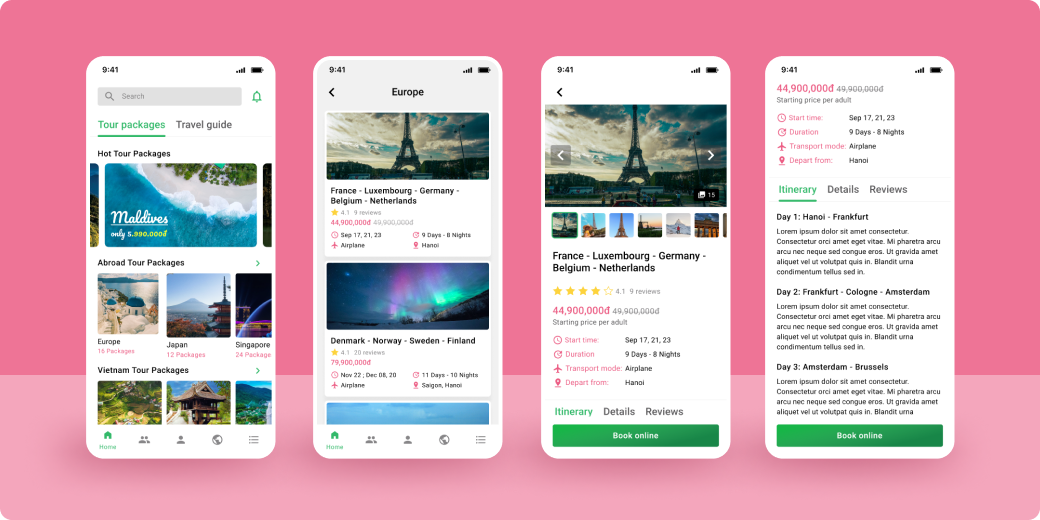 9:41
Search
Tour packages Travel guide
Hot Tour Packages
Maldives
only 5.990.000đ
Abroad Tour Packages
Europe
16 Packages
Japan
12 Packages
Singapore
24 Package
Vietnam Tour Packages
Home
9:41
Europe
France - Luxembourg - Germany -
Belgium - Netherlands
4.1 9 reviews
44,900,000đ 49,900,000đ
Sep 17, 21, 23 9 Days - 8 Nights
Airplane Hanoi
Denmark - Norway - Sweden - Finland
4.1 20 reviews
79,900,000đ
Nov 22 ; Dec 08, 20 11 Days - 10 Nights
Airplane Saigon, Hanoi
Home
9:41
15
France - Luxembourg - Germany -
Belgium - Netherlands
4.1 9 reviews
44,900,000đ 49,900,000đ
Starting price per adult
Start time: Sep 17, 21, 23
Duration 9 Days - 8 Nights
Transport mode: Airplane
Depart from: Hanoi
Itinerary Details Reviews
Book online
9:41
44,900,000đ 49,900,000đ
Starting price per adult
Start time: Sep 17, 21, 23
Duration 9 Days - 8 Nights
Transport mode: Airplane
Depart from: Hanoi
Itinerary Details Reviews
Day 1: Hanoi - Frankfurt
Lorem ipsum dolor sit amet consectetur.
Consectetur orci amet eget vitae. Mi pharetra arcu
arcu nec neque sed congue eros. Ut gravida amet
aliquet vel ut volutpat quis in. Blandit urna
condimentum tellus sed in.
Day 2: Frankfurt - Cologne - Amsterdam
Lorem ipsum dolor sit amet consectetur.
Consectetur orci amet eget vitae. Mi pharetra arcu
arcu nec neque sed congue eros. Ut gravida amet
aliquet vel ut volutpat quis in. Blandit urna
condimentum tellus sed in.
Day 3: Amsterdam - Brussels
Lorem ipsum dolor sit amet consectetur.
Consectetur orci amet eget vitae. Mi pharetra arcu
arcu nec neque sed congue eros. Ut gravida amet
aliquet vel ut volutpat quis in. Blandit urna
Book online